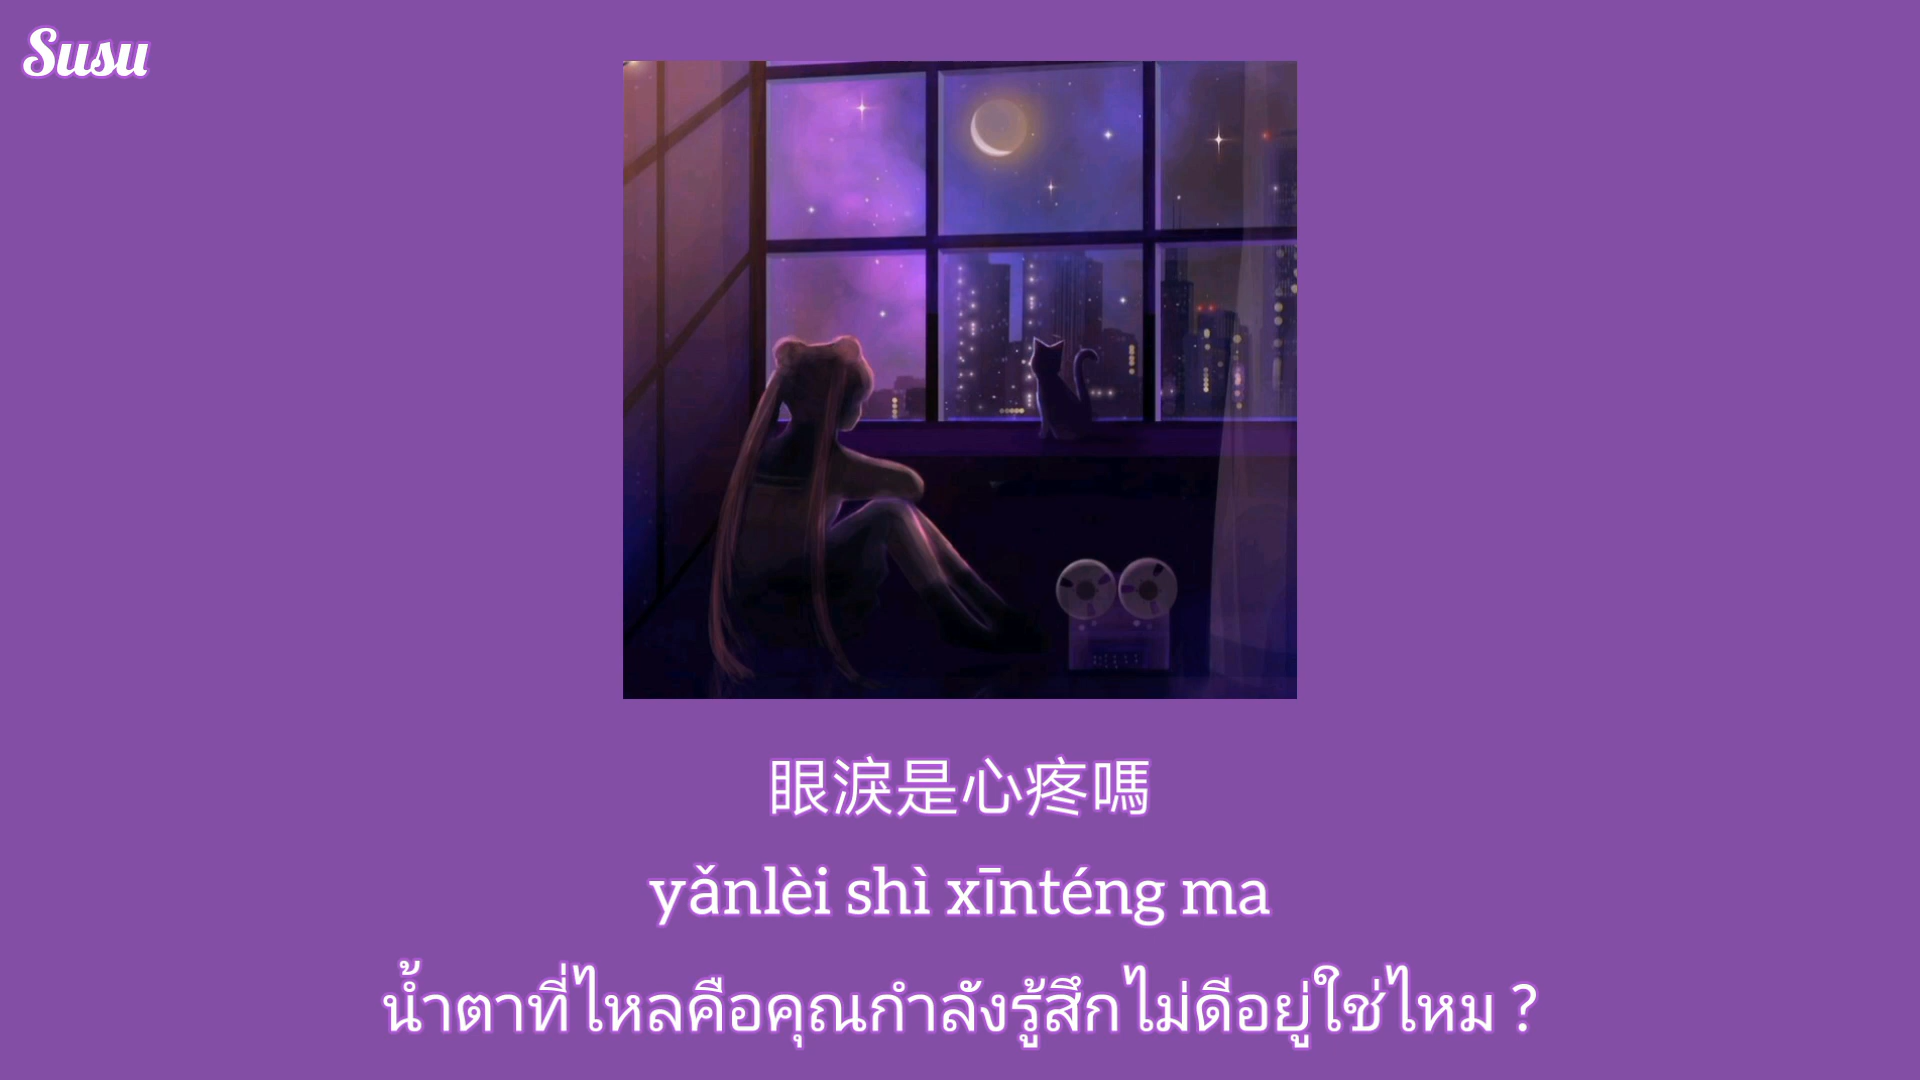 Susu
眼淚是心疼嗎
yǎnlèi shì xīnténg ma
น้ำตาที่ไหลคือคุณกำลังรู้สึกไม่ดีอยู่ใช่ไหม ?